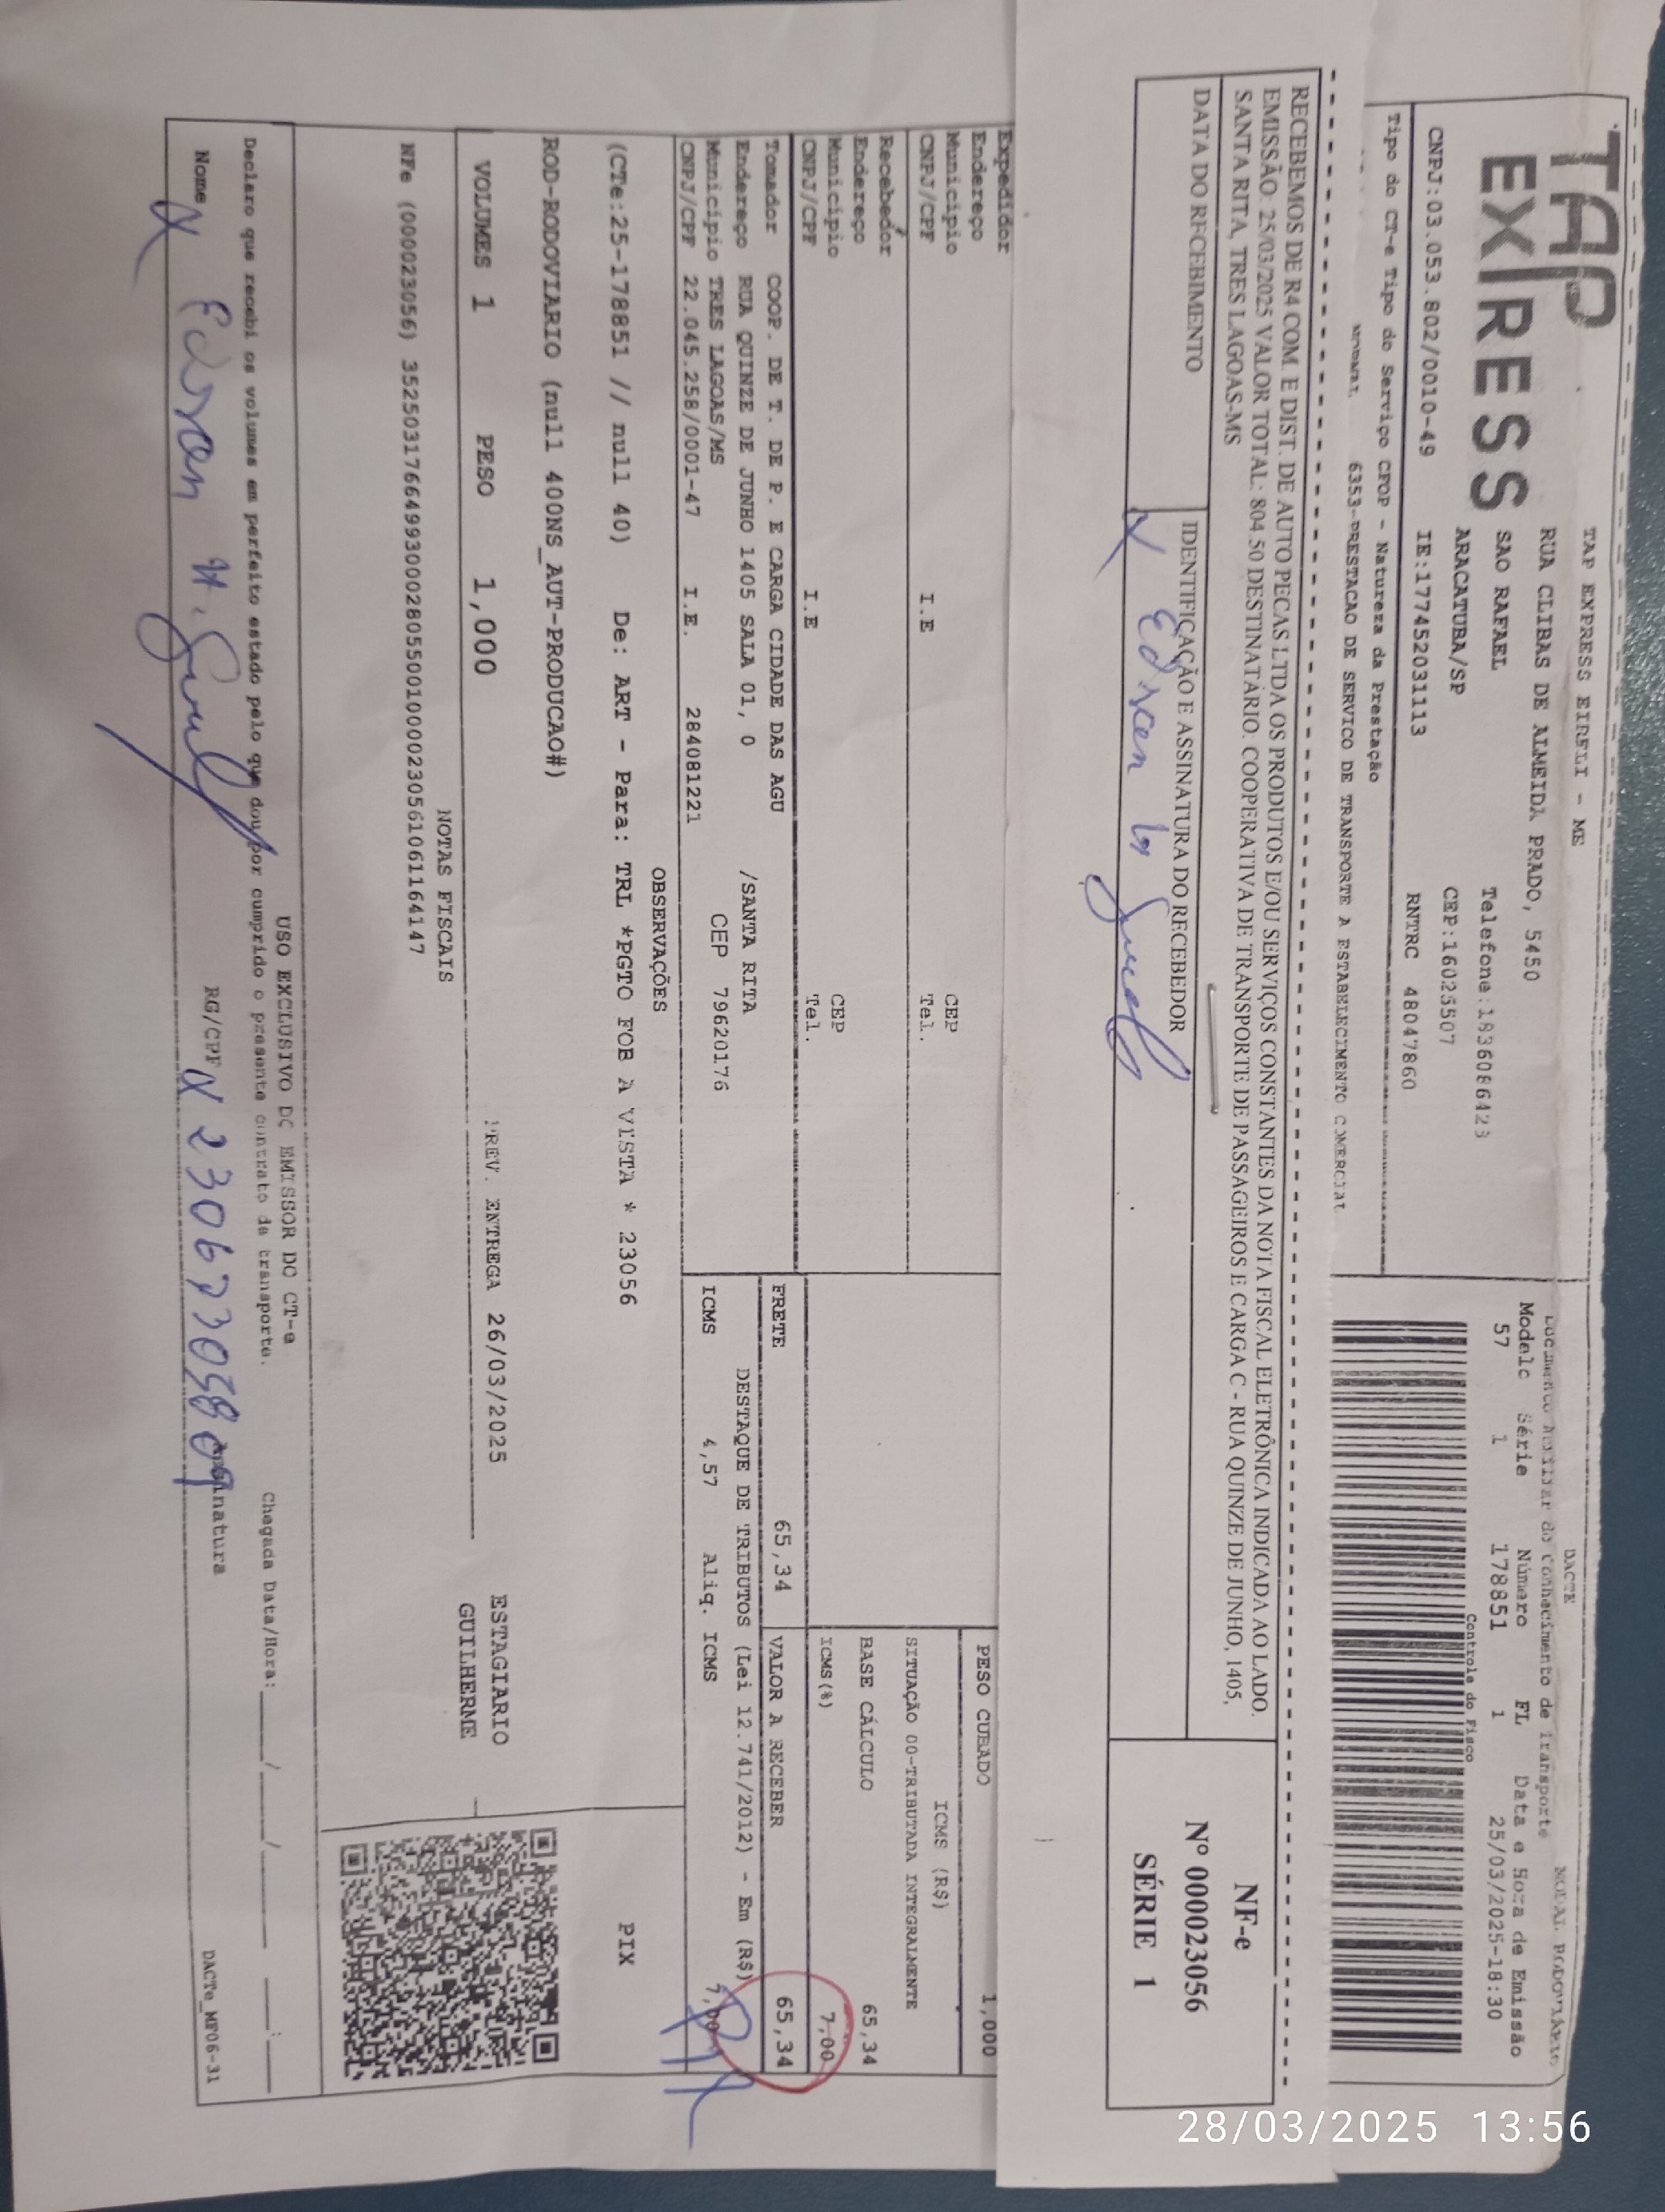 TAP
EXPRESS
TAP EXPRESS EIRELI - ME
RUA CLIBAS DE ALMEIDA PRADO, 5450
SAO RAFAEL Telefone:1836086423
ARACATUBA/SP CEP:16025507
CNPJ:03.053.802/0010-49 IE:177452031113 RNTRC 48047860
Tipo do CT-e Tipo do Serviço CFOP - Natureza da Prestação
6353-PRESTACAO DE SERVICO DE TRANSPORTE A ESTABELECIMENTO COMERCIAL
DACTE
Documento Auxiliar do Conhecimento de Transporte
MODAL RODOVIÁRIO
Modelo Série Número FL Data e Hora de Emissão
57 1 178851 1 25/03/2025-18:30
Controle do Fisco
RECEBEMOS DE R4 COM. E DIST. DE AUTO PECAS LTDA OS PRODUTOS E/OU SERVIÇOS CONSTANTES DA NOTA FISCAL ELETRÔNICA INDICADA AO LADO.
EMISSÃO: 25/03/2025 VALOR TOTAL: 804.50 DESTINATÁRIO: COOPERATIVA DE TRANSPORTE DE PASSAGEIROS E CARGA C - RUA QUINZE DE JUNHO, 1405,
SANTA RITA, TRES LAGOAS-MS
DATA DO RECEBIMENTO IDENTIFICAÇÃO E ASSINATURA DO RECEBEDOR
X
NF-e
Nº 000023056
SÉRIE 1
Expedidor
Endereço
Município CEP
CNPJ/CPF I.E Tel.
Recebedor
Endereço
Município CEP
CNPJ/CPF I.E Tel.
PESO CUBADO 1,000
ICMS (R$)
SITUAÇÃO 00-TRIBUTADA INTEGRALMENTE
BASE CÁLCULO 65,34
ICMS(%) 7,00
Tomador COOP. DE T. DE P. E CARGA CIDADE DAS AGU
Endereço RUA QUINZE DE JUNHO 1405 SALA 01, 0 /SANTA RITA
Município TRES LAGOAS/MS CEP 79620176
CNPJ/CPF 22.045.258/0001-47 I.E. 284081221
FRETE 65,34 VALOR A RECEBER 65,34
DESTAQUE DE TRIBUTOS (Lei 12.741/2012) - Em (R$)
ICMS 4,57 Aliq. ICMS 7,00
OBSERVAÇÕES
(CTe:25-178851 // null 40) De: ART - Para: TRL *PGTO FOB A VISTA * 23056
PIX
ROD-RODOVIARIO (null 400NS_AUT-PRODUCAO#)
VOLUMES 1 PESO 1,000 PREV. ENTREGA 26/03/2025
ESTAGIARIO
GUILHERME
NOTAS FISCAIS
NFe (000023056) 35250317664993000280550010000230561061164147
USO EXCLUSIVO DO EMISSOR DO CT-e
Declaro que recebi os volumes em perfeito estado pelo que dou por cumprido o presente contrato de transporte. Chegada Data/Hora:____/____/____ ___:___
Nome X RG/CPF X Assinatura
DACTe_MF06-31
28/03/2025 13:56